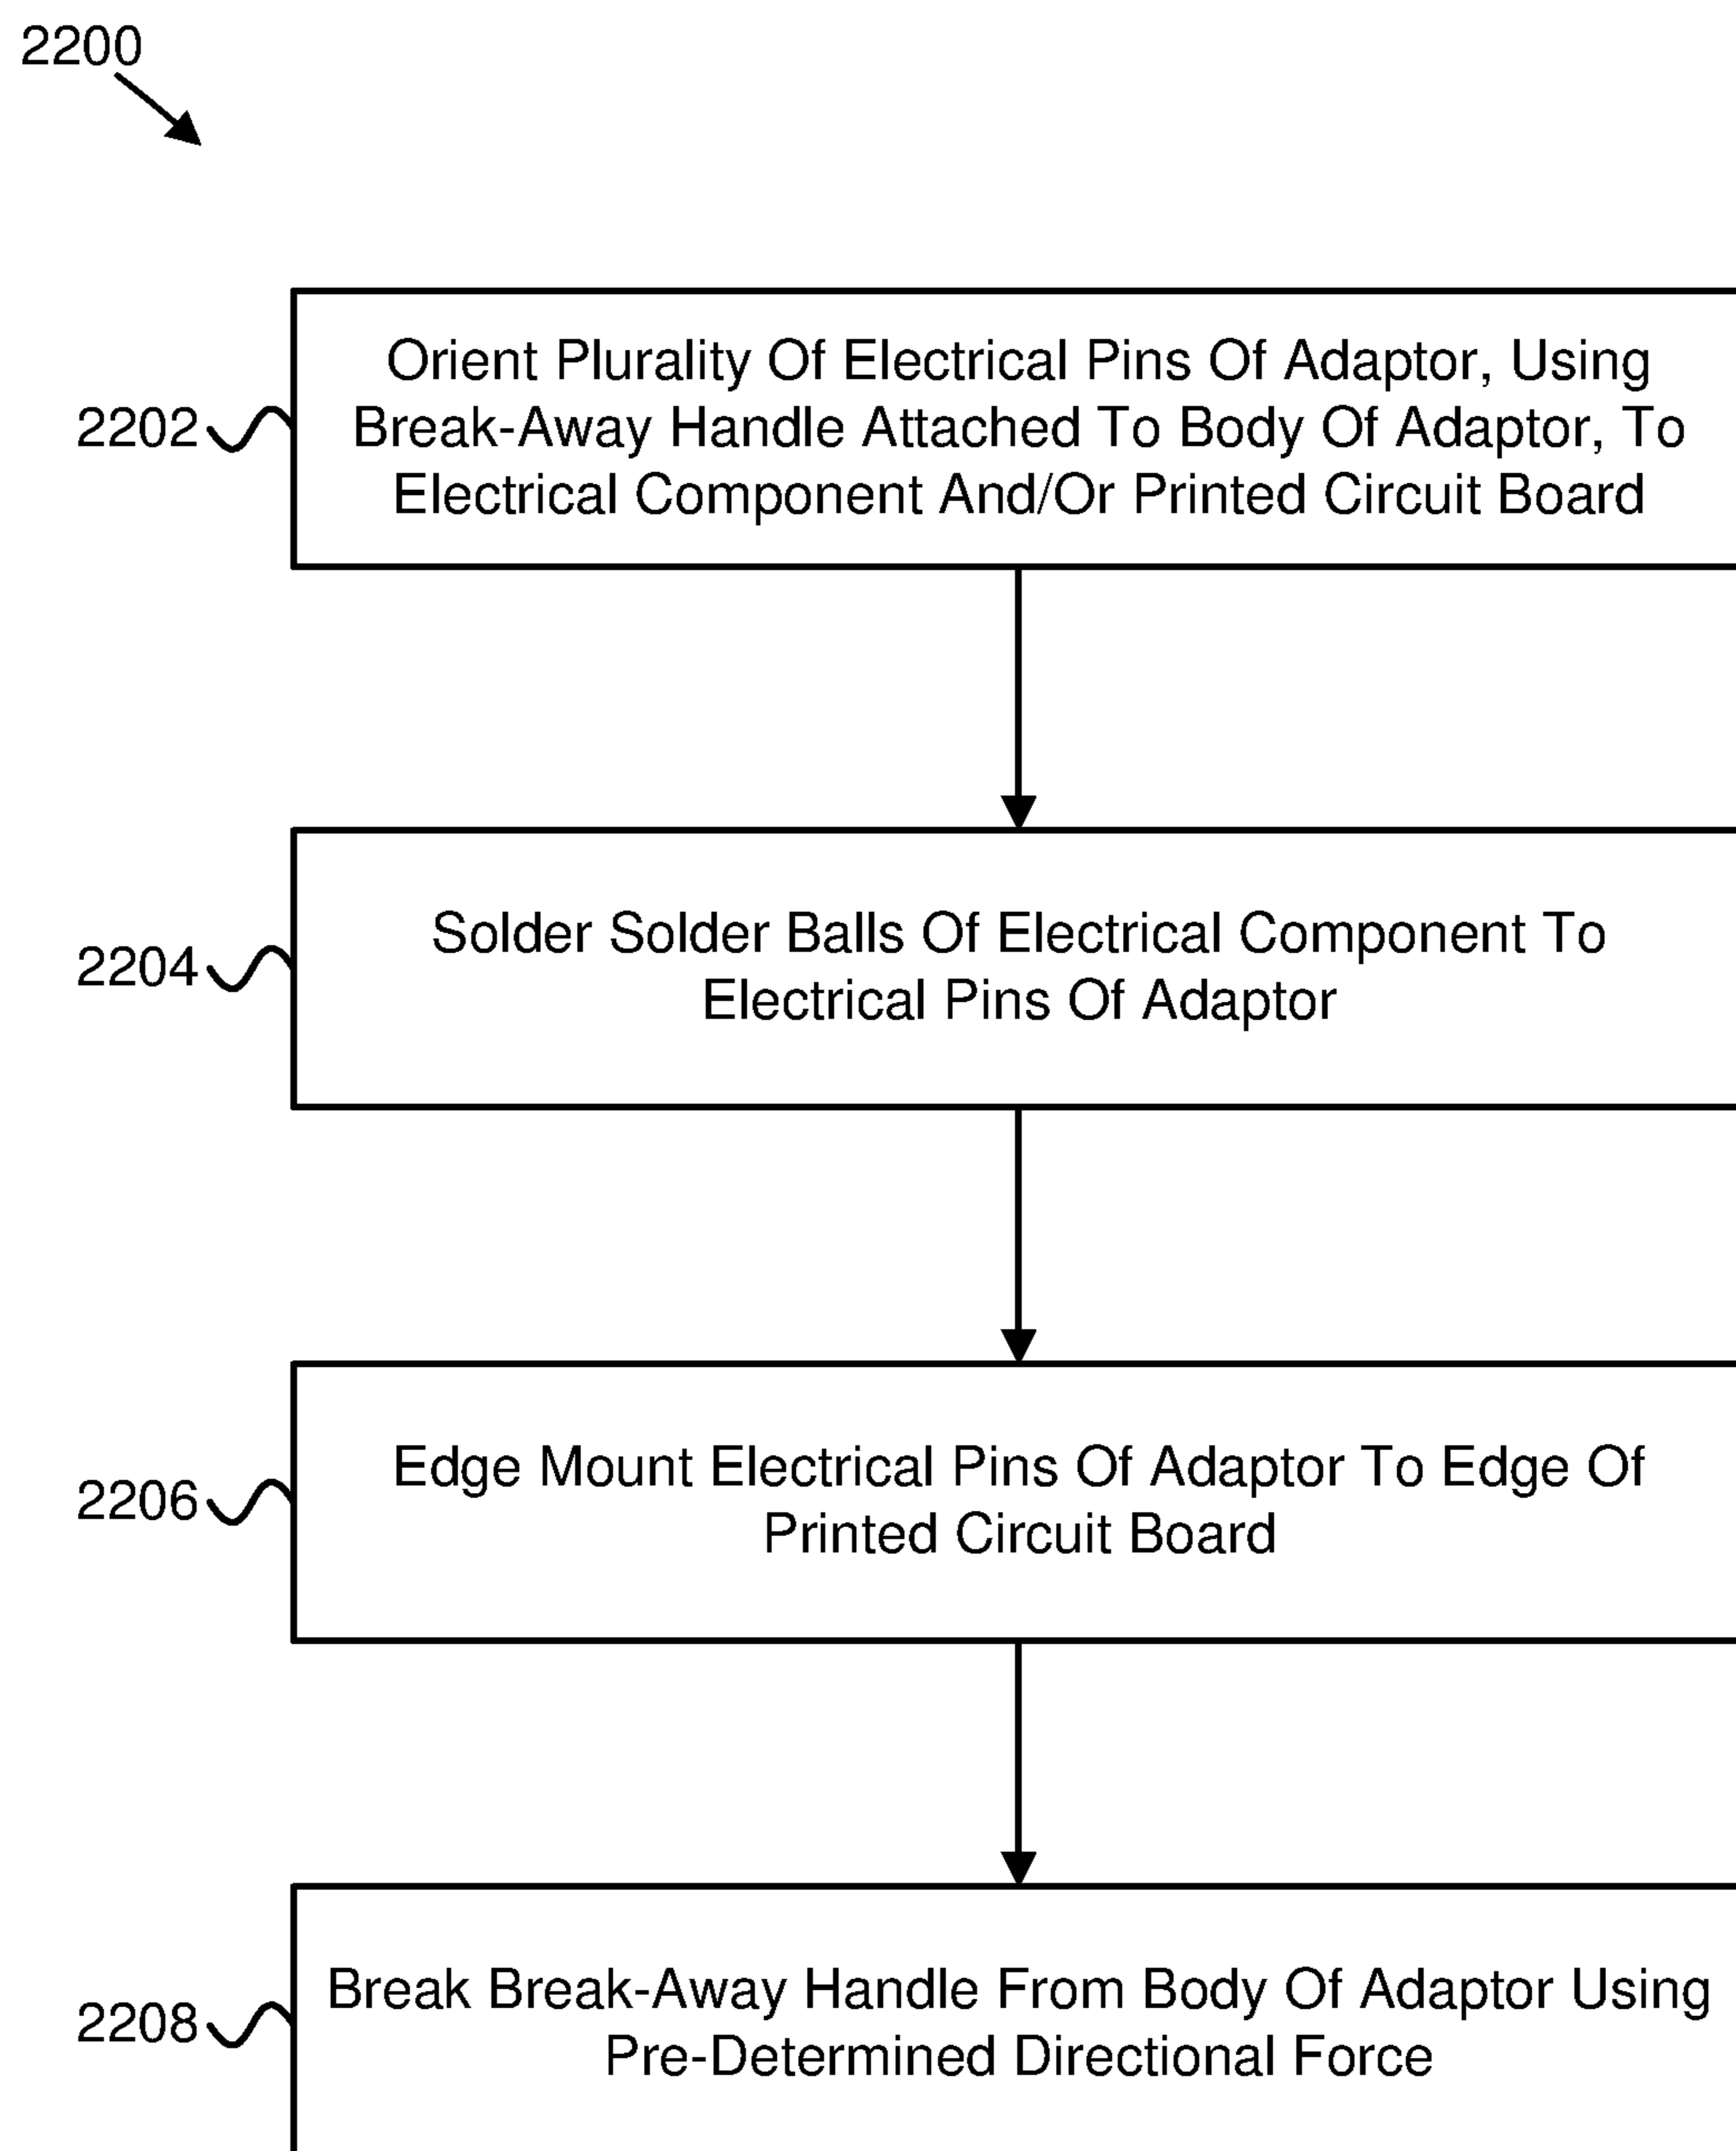 2200
2202
Orient Plurality Of Electrical Pins Of Adaptor, Using
Break-Away Handle Attached To Body Of Adaptor, To
Electrical Component And/Or Printed Circuit Board
2204
Solder Solder Balls Of Electrical Component To
Electrical Pins Of Adaptor
2206
Edge Mount Electrical Pins Of Adaptor To Edge Of
Printed Circuit Board
2208
Break Break-Away Handle From Body Of Adaptor Using
Pre-Determined Directional Force